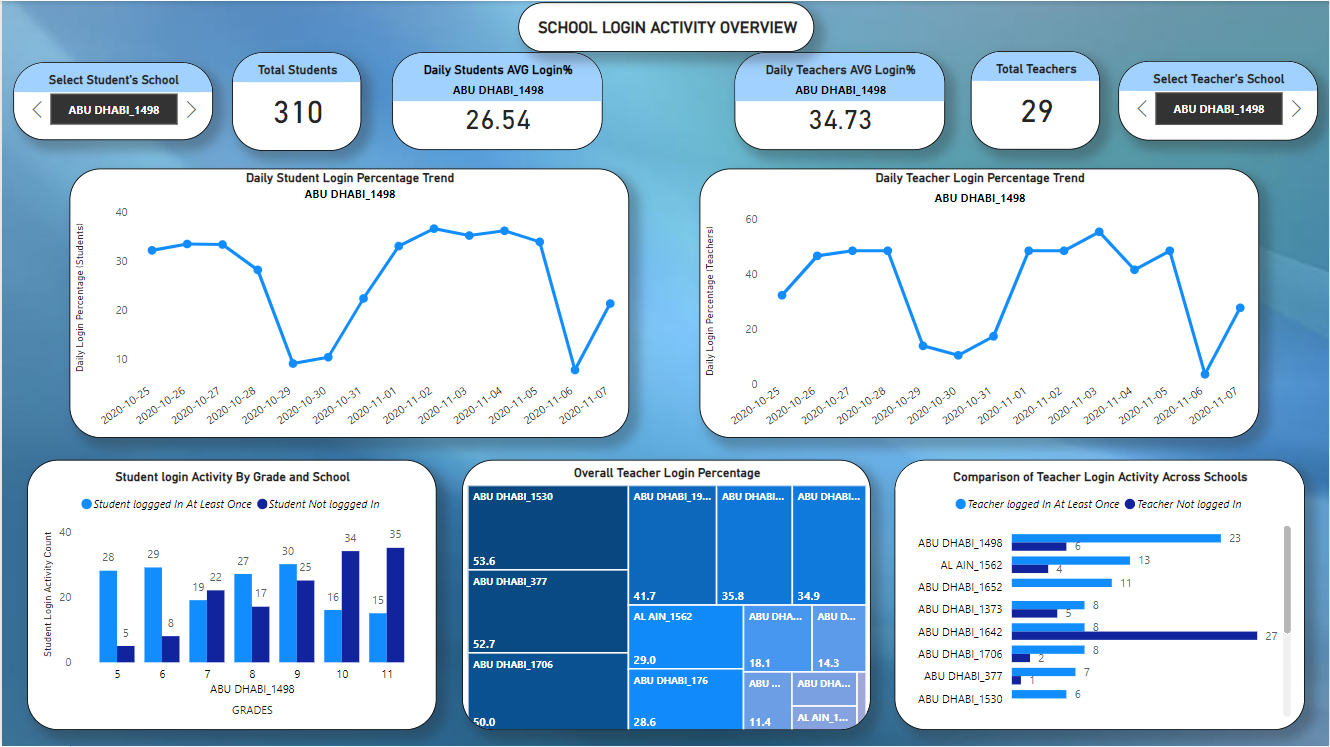 SCHOOL LOGIN ACTIVITY OVERVIEW
Select Student's School
ABU DHABI_1498
Total Students
310
Daily Students AVG Login%
ABU DHABI_1498
26.54
Daily Teachers AVG Login%
ABU DHABI_1498
34.73
Total Teachers
29
Select Teacher's School
ABU DHABI_1498
Daily Student Login Percentage Trend
ABU DHABI_1498
Daily Login Percentage (Students)
40
30
20
10
2020-10-25
2020-10-26
2020-10-27
2020-10-28
2020-10-29
2020-10-30
2020-10-31
2020-11-01
2020-11-02
2020-11-03
2020-11-04
2020-11-05
2020-11-06
2020-11-07
Daily Teacher Login Percentage Trend
ABU DHABI_1498
Daily Login Percentage (Teachers)
60
40
20
0
2020-10-25
2020-10-26
2020-10-27
2020-10-28
2020-10-29
2020-10-30
2020-10-31
2020-11-01
2020-11-02
2020-11-03
2020-11-04
2020-11-05
2020-11-06
2020-11-07
Student login Activity By Grade and School
Student loggged In At Least Once Student Not loggged In
Student Login Activity Count
40
20
0
28 5
29 8
19 22
27 17
30 25
16 34
15 35
5 6 7 8 9 10 11
ABU DHABI_1498
GRADES
Overall Teacher Login Percentage
ABU DHABI_1530
53.6
ABU DHABI_377
52.7
ABU DHABI_1706
50.0
ABU DHABI_19...
41.7
ABU DHABI...
35.8
ABU DHABI...
34.9
AL AIN_1562
29.0
ABU DHABI_176
28.6
ABU DHA...
18.1
ABU D...
14.3
ABU ...
11.4
ABU DHA...
AL AIN_1...
Comparison of Teacher Login Activity Across Schools
Teacher logged In At Least Once Teacher Not logged In
ABU DHABI_1498 23 6
AL AIN_1562 13 4
ABU DHABI_1652 11
ABU DHABI_1373 8 5
ABU DHABI_1642 8 27
ABU DHABI_1706 8 2
ABU DHABI_377 7 1
ABU DHABI_1530 6